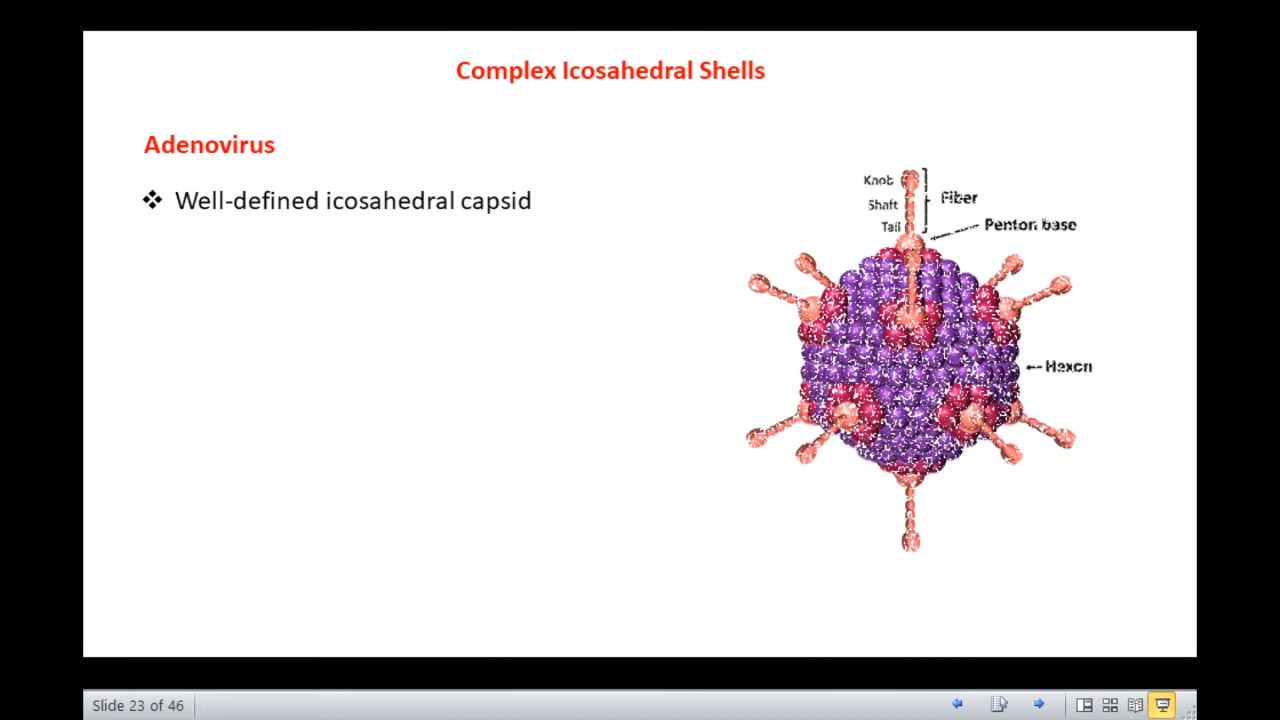 Complex Icosahedral Shells
Adenovirus
❖ Well-defined icosahedral capsid
Knob
Shaft
Tail
Fiber
Penton base
Hexon
Slide 23 of 46